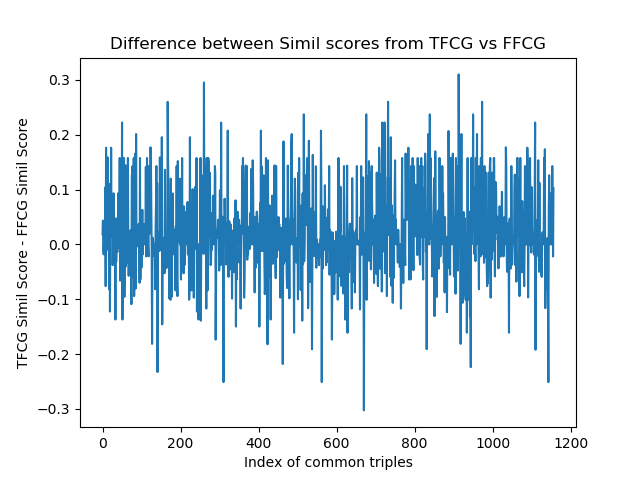 Difference between Simil scores from TFCG vs FFCG
TFCG Simil Score - FFCG Simil Score
0.3
0.2
0.1
0.0
−0.1
−0.2
−0.3
0 200 400 600 800 1000 1200
Index of common triples